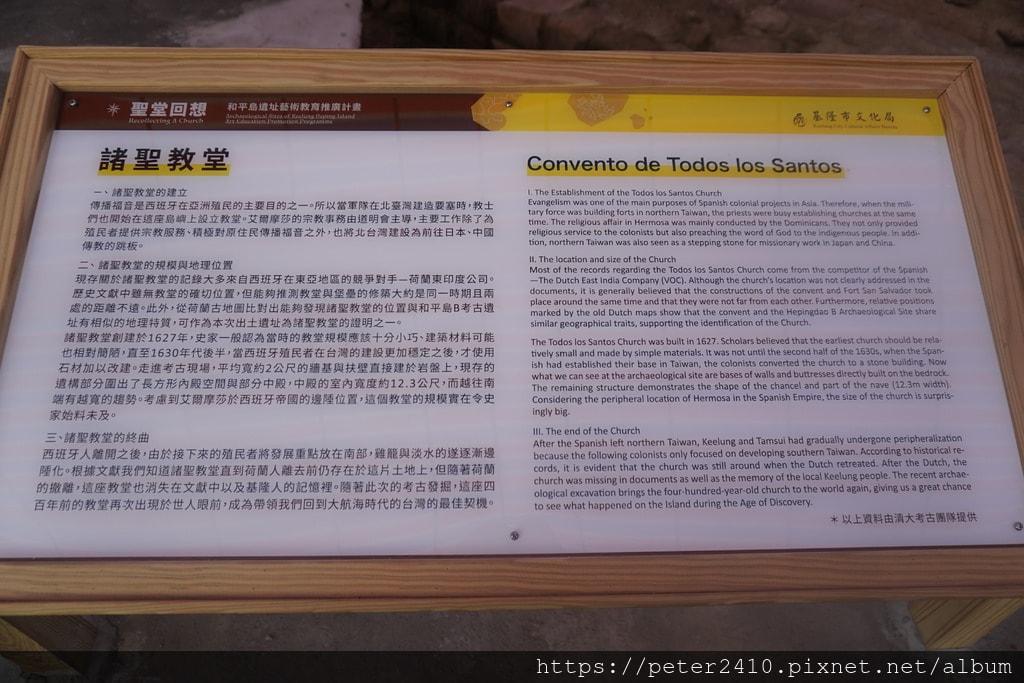 聖堂回想
Recollecting A Church
和平島遺址藝術教育推廣計畫
Archaeological Area of Keelung Heping Island
Art Education Promotion Programme
基隆市文化局
Keelung City Cultural Affairs Bureau
諸聖教堂
一、諸聖教堂的建立
傳播福音是西班牙在亞洲殖民的主要目的之一。所以當軍隊在北臺灣建造要塞時,教士
們也開始在這座島嶼上設立教堂。艾爾摩莎的宗教事務由道明會主導,主要工作除了為
殖民者提供宗教服務、積極對原住民傳播福音之外,也將北台灣建設為前往日本、中國
傳教的跳板。
二、諸聖教堂的規模與地理位置
現存關於諸聖教堂的記錄大多來自西班牙在東亞地區的競爭對手—荷蘭東印度公司。
歷史文獻中雖無教堂的確切位置,但能夠推測教堂與堡壘的修築大約是同一時期且兩
處的距離不遠。此外,從荷蘭古地圖比對出能夠發現諸聖教堂的位置與和平島B考古遺
址有相似的地理特質,可作為本次出土遺址為諸聖教堂的證明之一。
諸聖教堂創建於1627年,史家一般認為當時的教堂規模應該十分小巧、建築材料可能
也相對簡陋,直至1630年代後半,當西班牙殖民者在台灣的建設更加穩定之後,才使用
石材加以改建。走進考古現場,平均寬約2公尺的牆基與扶壁直接建於岩盤上,現存的
遺構部分圍出了長方形內殿空間與部分中殿,中殿的室內寬度約12.3公尺,而越往南
端有越寬的趨勢。考慮到艾爾摩莎於西班牙帝國的邊陲位置,這個教堂的規模實在令史
家始料未及。
三、諸聖教堂的終曲
西班牙人離開之後,由於接下來的殖民者將發展重點放在南部,雞籠與淡水的遂逐漸邊
陲化。根據文獻我們知道諸聖教堂直到荷蘭人離去前仍存在於這片土地上,但隨著荷蘭
的撤離,這座教堂也消失在文獻中以及基隆人的記憶裡。隨著此次的考古發掘,這座四
百年前的教堂再次出現於世人眼前,成為帶領我們回到大航海時代的台灣的最佳契機。
Convento de Todos los Santos
I. The Establishment of the Todos los Santos Church
Evangelism was one of the main purposes of Spanish colonial projects in Asia. Therefore, when the mili-
tary force was building forts in northern Taiwan, the priests were busy establishing churches at the same
time. The religious affair in Hermosa was mainly conducted by the Dominicans. They not only provided
religious service to the colonists but also preaching the word of God to the indigenous people. In addi-
tion, northern Taiwan was also seen as a stepping stone for missionary work in Japan and China.
II. The location and size of the Church
Most of the records regarding the Todos los Santos Church come from the competitor of the Spanish
—The Dutch East India Company (VOC). Although the church's location was not clearly addressed in the
documents, it is generally believed that the constructions of the convent and Fort San Salvador took
place around the same time and that they were not far from each other. Furthermore, relative positions
marked by the old Dutch maps show that the convent and the Hepingdao B Archaeological Site share
similar geographical traits, supporting the identification of the Church.
The Todos los Santos Church was built in 1627. Scholars believed that the earliest church should be rela-
tively small and made by simple materials. It was not until the second half of the 1630s, when the Span-
ish had established their base in Taiwan, the colonists converted the church to a stone building. Now
what we can see at the archaeological site are bases of walls and buttresses directly built on the bedrock.
The remaining structure demonstrates the shape of the chancel and part of the nave (12.3m width).
Considering the peripheral location of Hermosa in the Spanish Empire, the size of the church is surpris-
ingly big.
III. The end of the Church
After the Spanish left northern Taiwan, Keelung and Tamsui had gradually undergone peripheralization
because the following colonists only focused on developing southern Taiwan. According to historical re-
cords, it is evident that the church was still around when the Dutch retreated. After the Dutch, the
church was missing in documents as well as the memory of the local Keelung people. The recent archae-
ological excavation brings the four-hundred-year-old church to the world again, giving us a great chance
to see what happened on the Island during the Age of Discovery.
＊以上資料由清大考古團隊提供
https://peter2410.pixnet.net/album